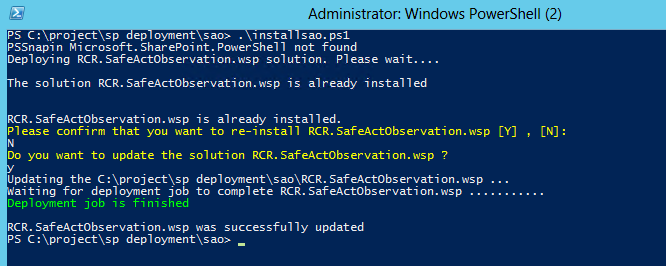 Administrator: Windows PowerShell (2)
PS C:\project\sp deployment\sao> .\installsao.ps1
PSSnapin Microsoft.SharePoint.PowerShell not found
Deploying RCR.SafeActObservation.wsp solution. Please wait....
The solution RCR.SafeActObservation.wsp is already installed
RCR.SafeActObservation.wsp is already installed.
Please confirm that you want to re-install RCR.SafeActObservation.wsp [Y] , [N]:
N
Do you want to update the solution RCR.SafeActObservation.wsp ?
y
Updating the C:\project\sp deployment\sao\RCR.SafeActObservation.wsp ...
Waiting for deployment job to complete RCR.SafeActObservation.wsp ...........
Deployment job is finished
RCR.SafeActObservation.wsp was successfully updated
PS C:\project\sp deployment\sao> _